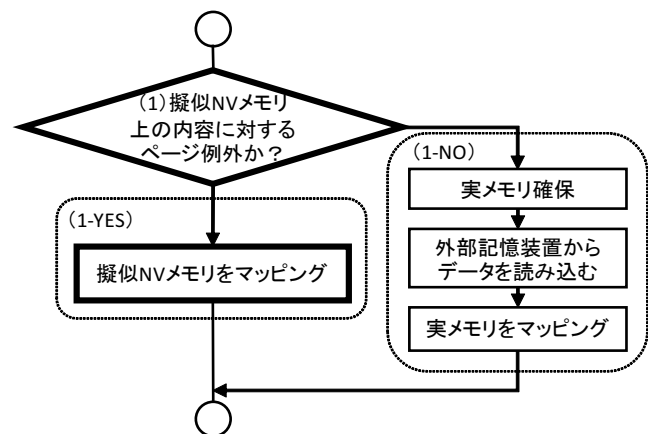 (1)擬似NVメモリ
上の内容に対する
ページ例外か?
(1-YES)
擬似NVメモリをマッピング
(1-NO)
実メモリ確保
外部記憶装置から
データを読み込む
実メモリをマッピング